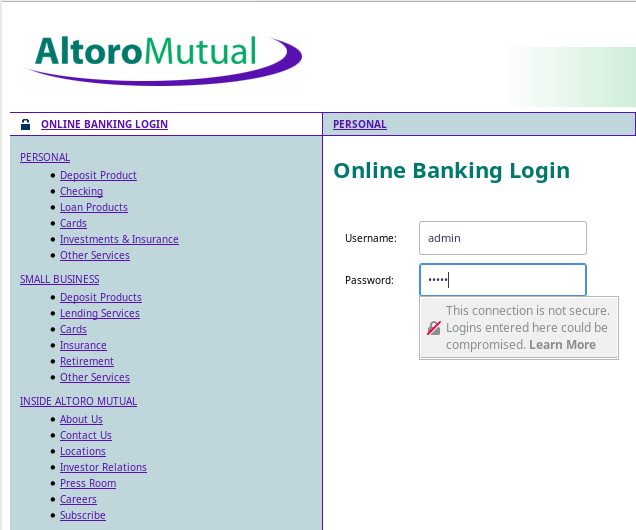 AltoroMutual
ONLINE BANKING LOGIN
PERSONAL
PERSONAL
Deposit Product
Checking
Loan Products
Cards
Investments & Insurance
Other Services
SMALL BUSINESS
Deposit Products
Lending Services
Cards
Insurance
Retirement
Other Services
INSIDE ALTORO MUTUAL
About Us
Contact Us
Locations
Investor Relations
Press Room
Careers
Subscribe
Online Banking Login
Username: admin
Password: •••••
This connection is not secure.
Logins entered here could be
compromised. Learn More